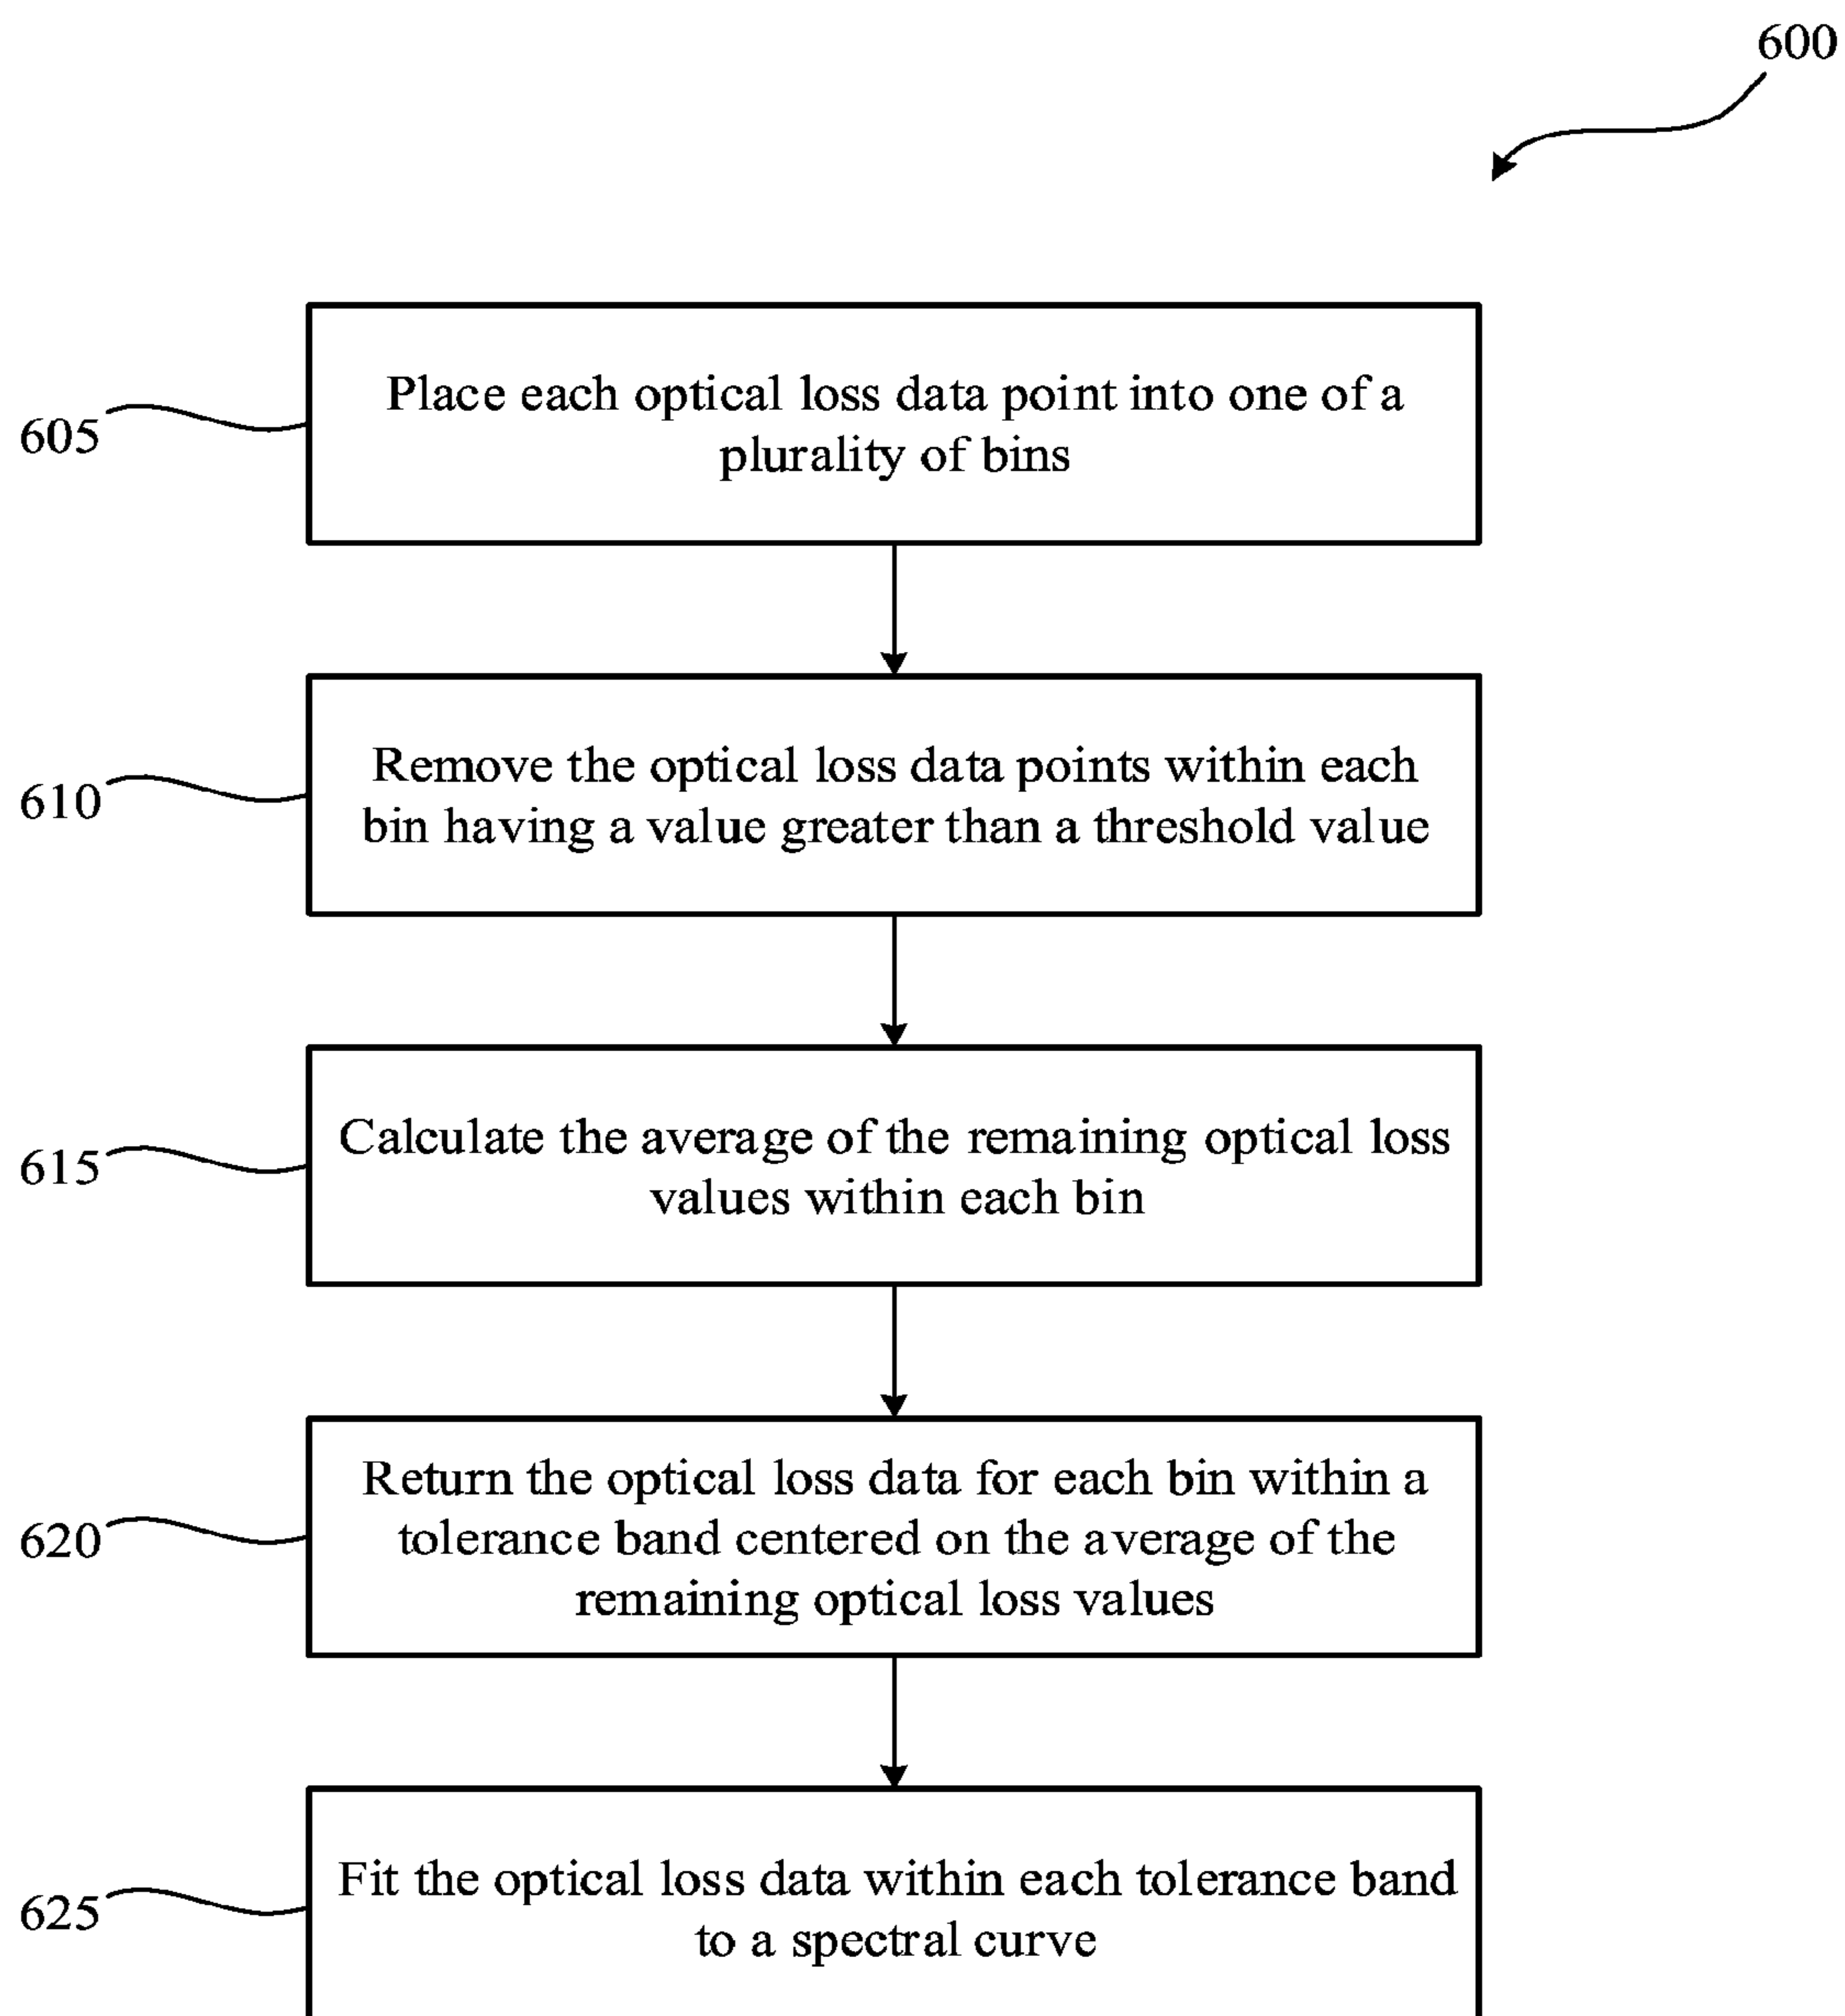 600
605
Place each optical loss data point into one of a
plurality of bins
610
Remove the optical loss data points within each
bin having a value greater than a threshold value
615
Calculate the average of the remaining optical loss
values within each bin
620
Return the optical loss data for each bin within a
tolerance band centered on the average of the
remaining optical loss values
625
Fit the optical loss data within each tolerance band
to a spectral curve